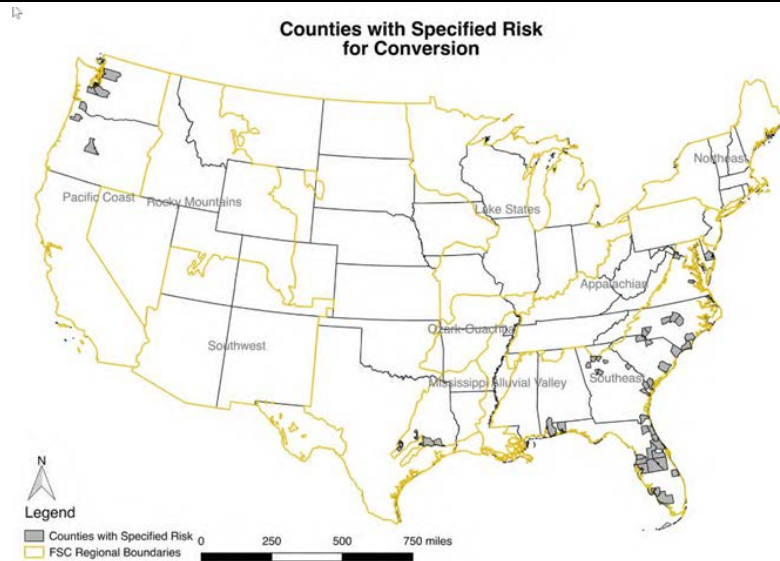 Counties with Specified Risk
for Conversion
Northeast
Pacific Coast
Rocky Mountains
Lake States
Appalachian
Ozark-Ouachita
Southwest
Mississippi Alluvial Valley
Southeast
N
Legend
Counties with Specified Risk
FSC Regional Boundaries
0 250 500 750 miles